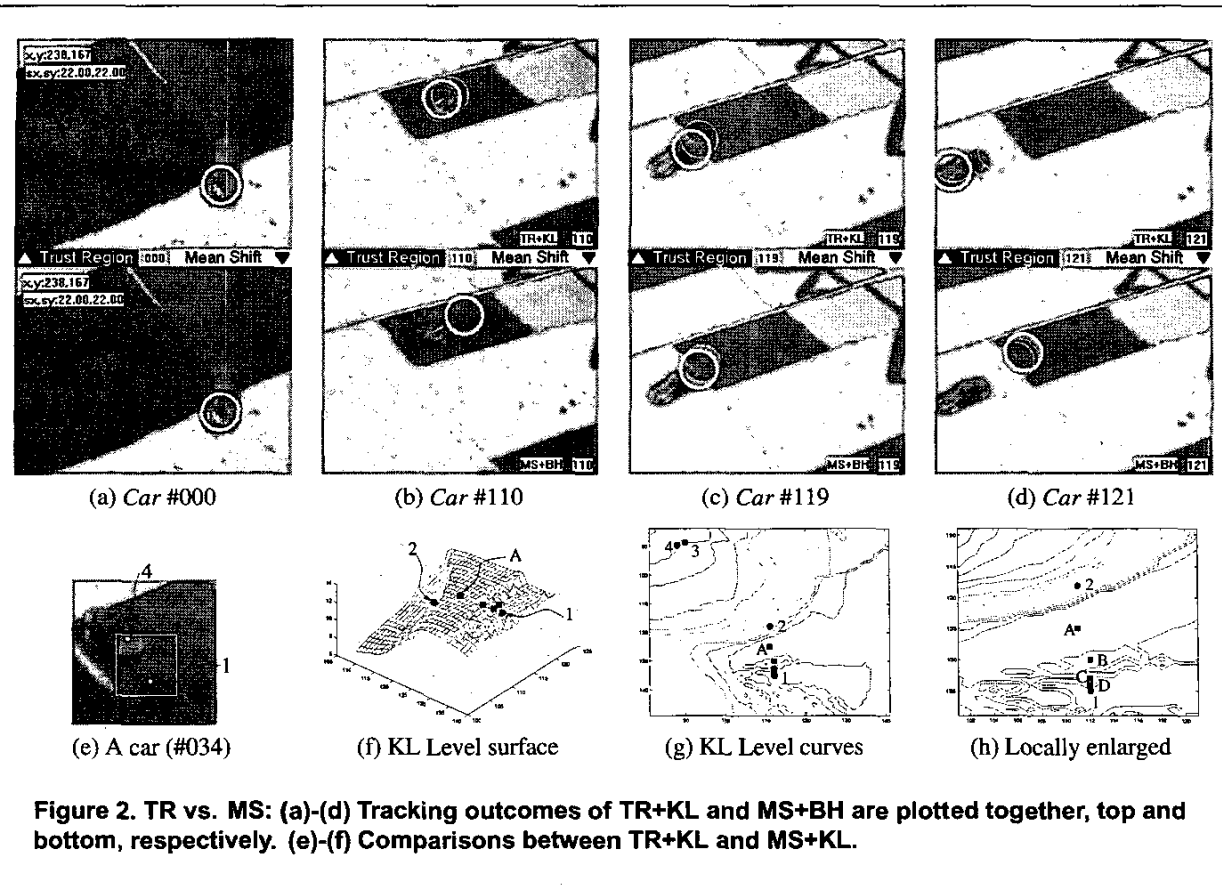 x,y:238,167
sx,sy:22.00,22.00
TR+KL 110
TR+KL 119
TR+KL 121
▲ Trust Region 000 Mean Shift ▼
▲ Trust Region 110 Mean Shift ▼
▲ Trust Region 119 Mean Shift ▼
▲ Trust Region 121 Mean Shift ▼
x,y:238,167
sx,sy:22.00,22.00
MS+BH 110
MS+BH 119
MS+BH 121
(a) Car #000
(b) Car #110
(c) Car #119
(d) Car #121
4
1
2
A
1
4
3
2
A
1
2
A
B
C
D
1
(e) A car (#034)
(f) KL Level surface
(g) KL Level curves
(h) Locally enlarged
Figure 2. TR vs. MS: (a)-(d) Tracking outcomes of TR+KL and MS+BH are plotted together, top and
bottom, respectively. (e)-(f) Comparisons between TR+KL and MS+KL.